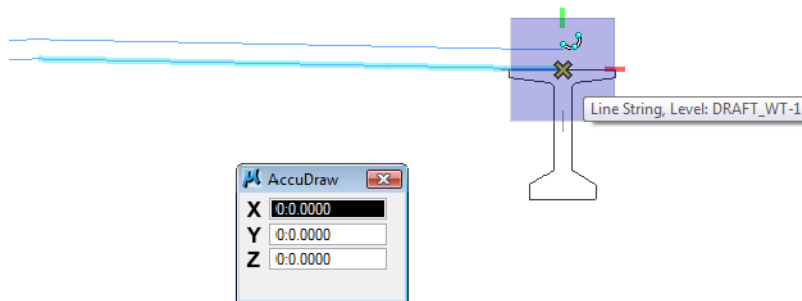 Line String, Level: DRAFT_WT-1
AccuDraw
X 0:0.0000
Y 0:0.0000
Z 0:0.0000